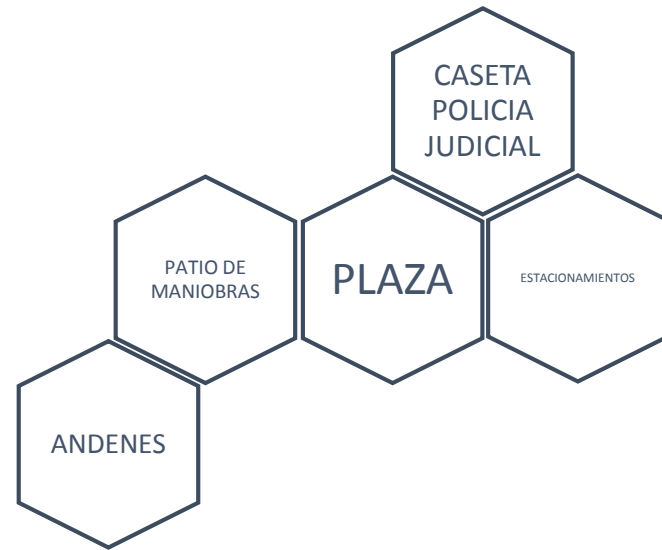 CASETA
POLICIA
JUDICIAL
PATIO DE
MANIOBRAS
PLAZA
ESTACIONAMIENTOS
ANDENES